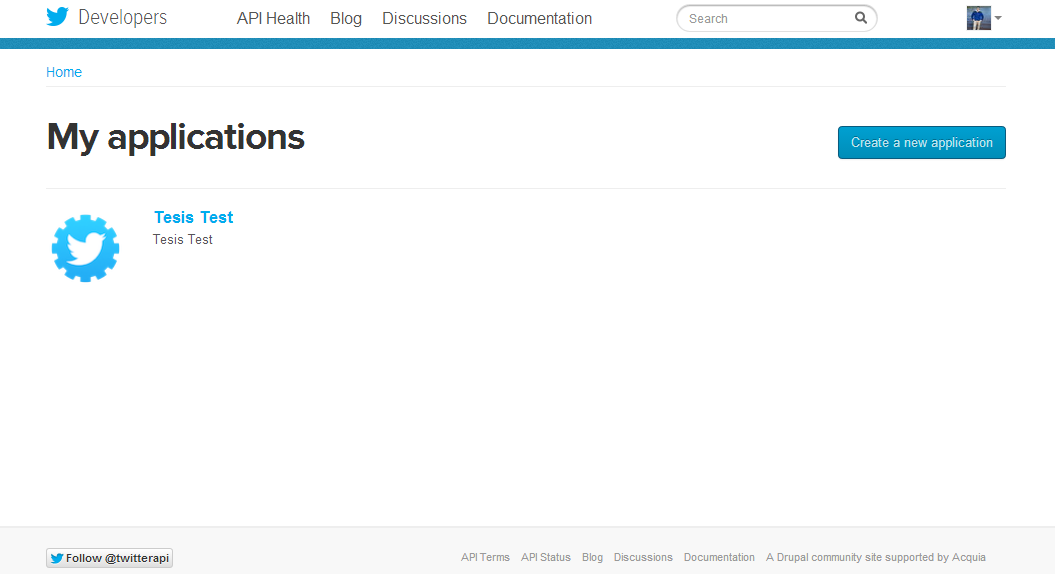 Developers API Health Blog Discussions Documentation Search
Home
My applications
Create a new application
Tesis Test
Tesis Test
Follow @twitterapi API Terms API Status Blog Discussions Documentation A Drupal community site supported by Acquia